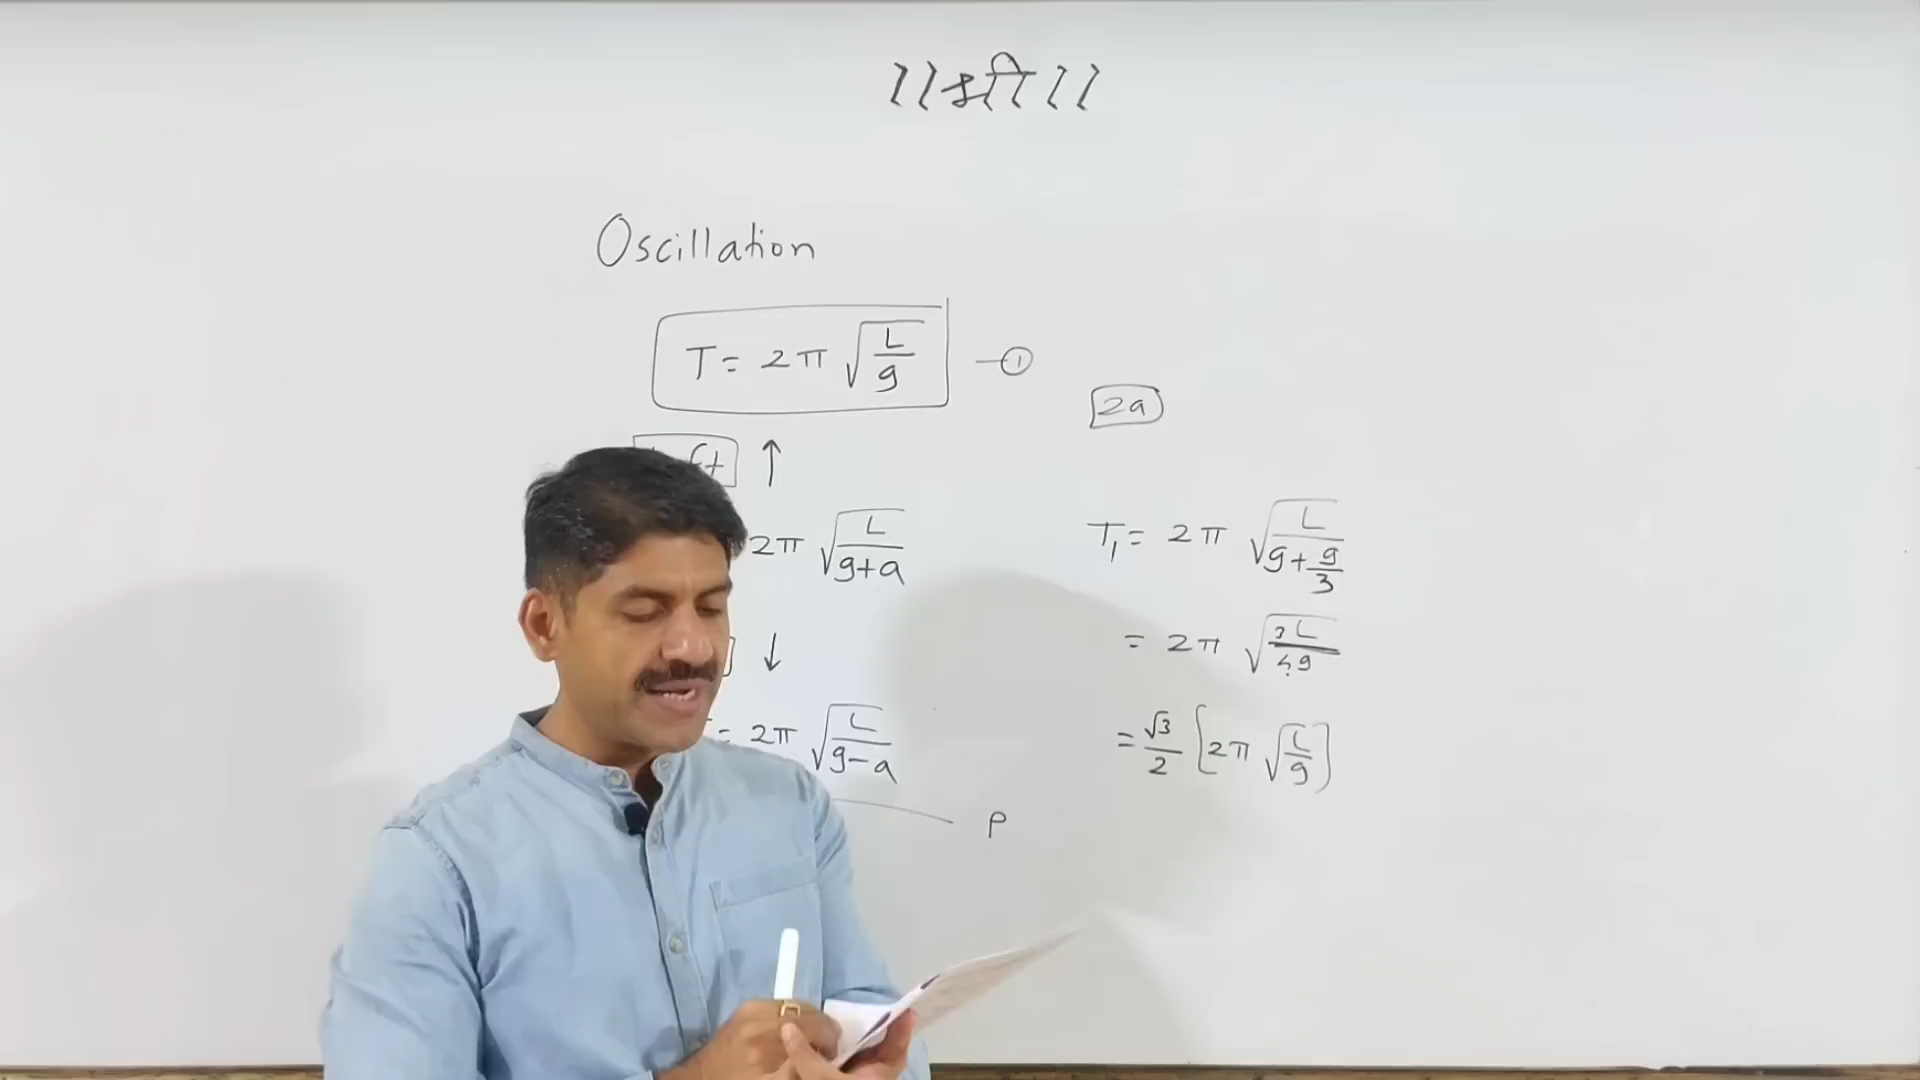 ।।श्री।।
Oscillation
T = 2π √(L/g) —①
↑
2π √(L/(g+a))
↓
= 2π √(L/(g−a))
P
2a
T₁ = 2π √(L/(g+g/3))
= 2π √(3L/4g)
= √3/2 [2π √(L/g)]